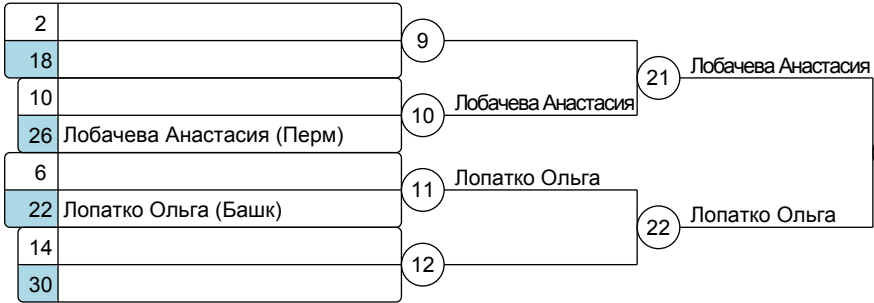 2
18
9
10
26 Лобачева Анастасия (Перм)
10 Лобачева Анастасия
21 Лобачева Анастасия
6
22 Лопатко Ольга (Башк)
11 Лопатко Ольга
14
30
12
22 Лопатко Ольга